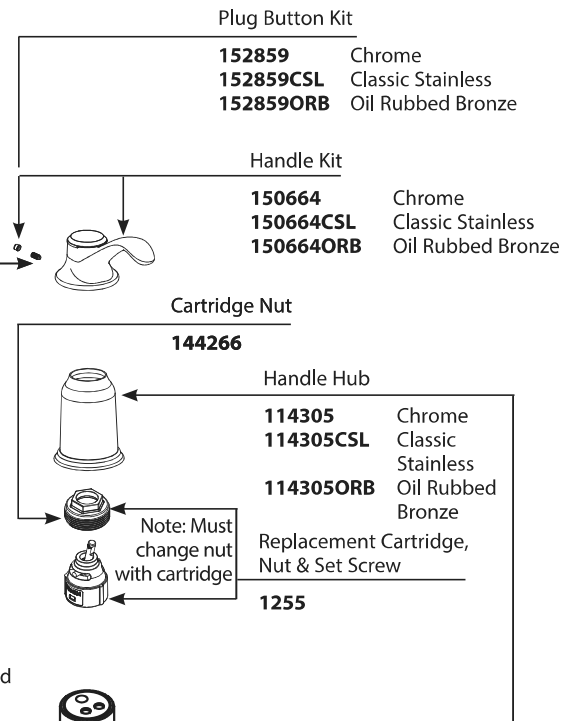 Plug Button Kit
152859 Chrome
152859CSL Classic Stainless
152859ORB Oil Rubbed Bronze
Handle Kit
150664 Chrome
150664CSL Classic Stainless
150664ORB Oil Rubbed Bronze
Cartridge Nut
144266
Handle Hub
114305 Chrome
114305CSL Classic
Stainless
114305ORB Oil Rubbed
Bronze
Note: Must
change nut
with cartridge
Replacement Cartridge,
Nut & Set Screw
1255
d